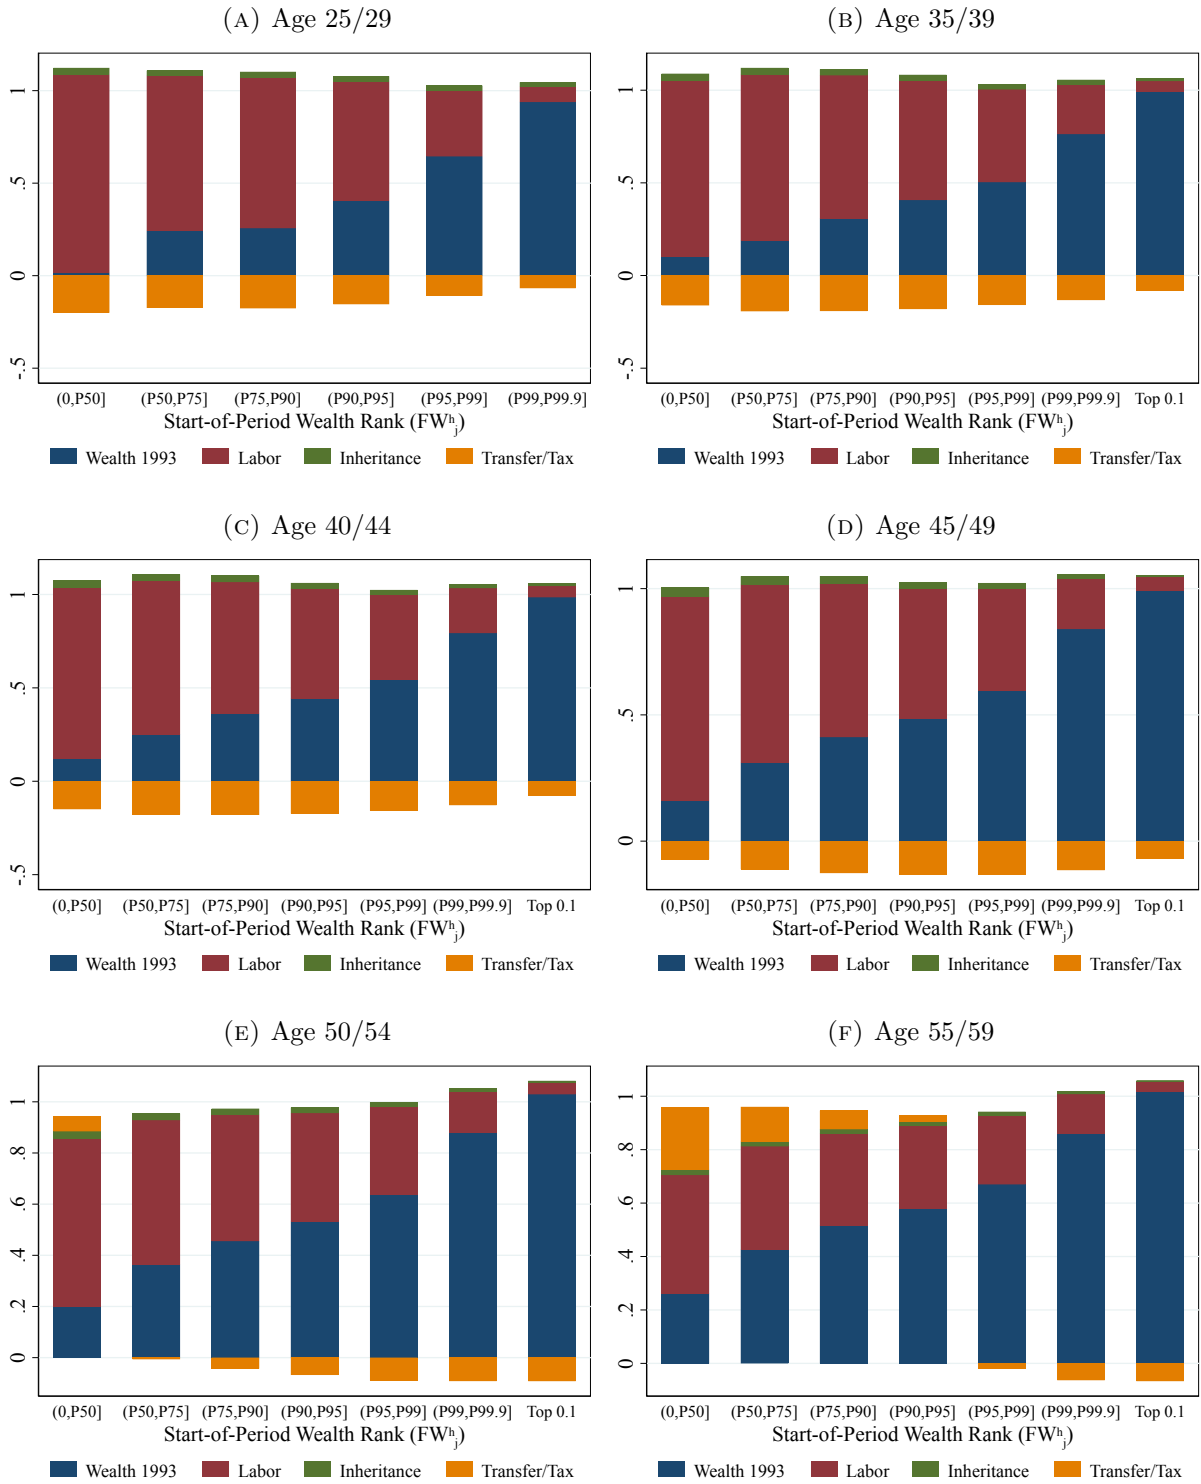 (A) Age 25/29
1
.5
0
-.5
(0,P50] (P50,P75] (P75,P90] (P90,P95] (P95,P99] (P99,P99.9]
Start-of-Period Wealth Rank (FWʰⱼ)
Wealth 1993 Labor Inheritance Transfer/Tax
(B) Age 35/39
1
.5
0
-.5
(0,P50] (P50,P75] (P75,P90] (P90,P95] (P95,P99] (P99,P99.9] Top 0.1
Start-of-Period Wealth Rank (FWʰⱼ)
Wealth 1993 Labor Inheritance Transfer/Tax
(C) Age 40/44
1
.5
0
-.5
(0,P50] (P50,P75] (P75,P90] (P90,P95] (P95,P99] (P99,P99.9] Top 0.1
Start-of-Period Wealth Rank (FWʰⱼ)
Wealth 1993 Labor Inheritance Transfer/Tax
(D) Age 45/49
1
.5
0
(0,P50] (P50,P75] (P75,P90] (P90,P95] (P95,P99] (P99,P99.9] Top 0.1
Start-of-Period Wealth Rank (FWʰⱼ)
Wealth 1993 Labor Inheritance Transfer/Tax
(E) Age 50/54
1
.8
.6
.4
.2
0
(0,P50] (P50,P75] (P75,P90] (P90,P95] (P95,P99] (P99,P99.9] Top 0.1
Start-of-Period Wealth Rank (FWʰⱼ)
Wealth 1993 Labor Inheritance Transfer/Tax
(F) Age 55/59
1
.8
.6
.4
.2
0
(0,P50] (P50,P75] (P75,P90] (P90,P95] (P95,P99] (P99,P99.9] Top 0.1
Start-of-Period Wealth Rank (FWʰⱼ)
Wealth 1993 Labor Inheritance Transfer/Tax